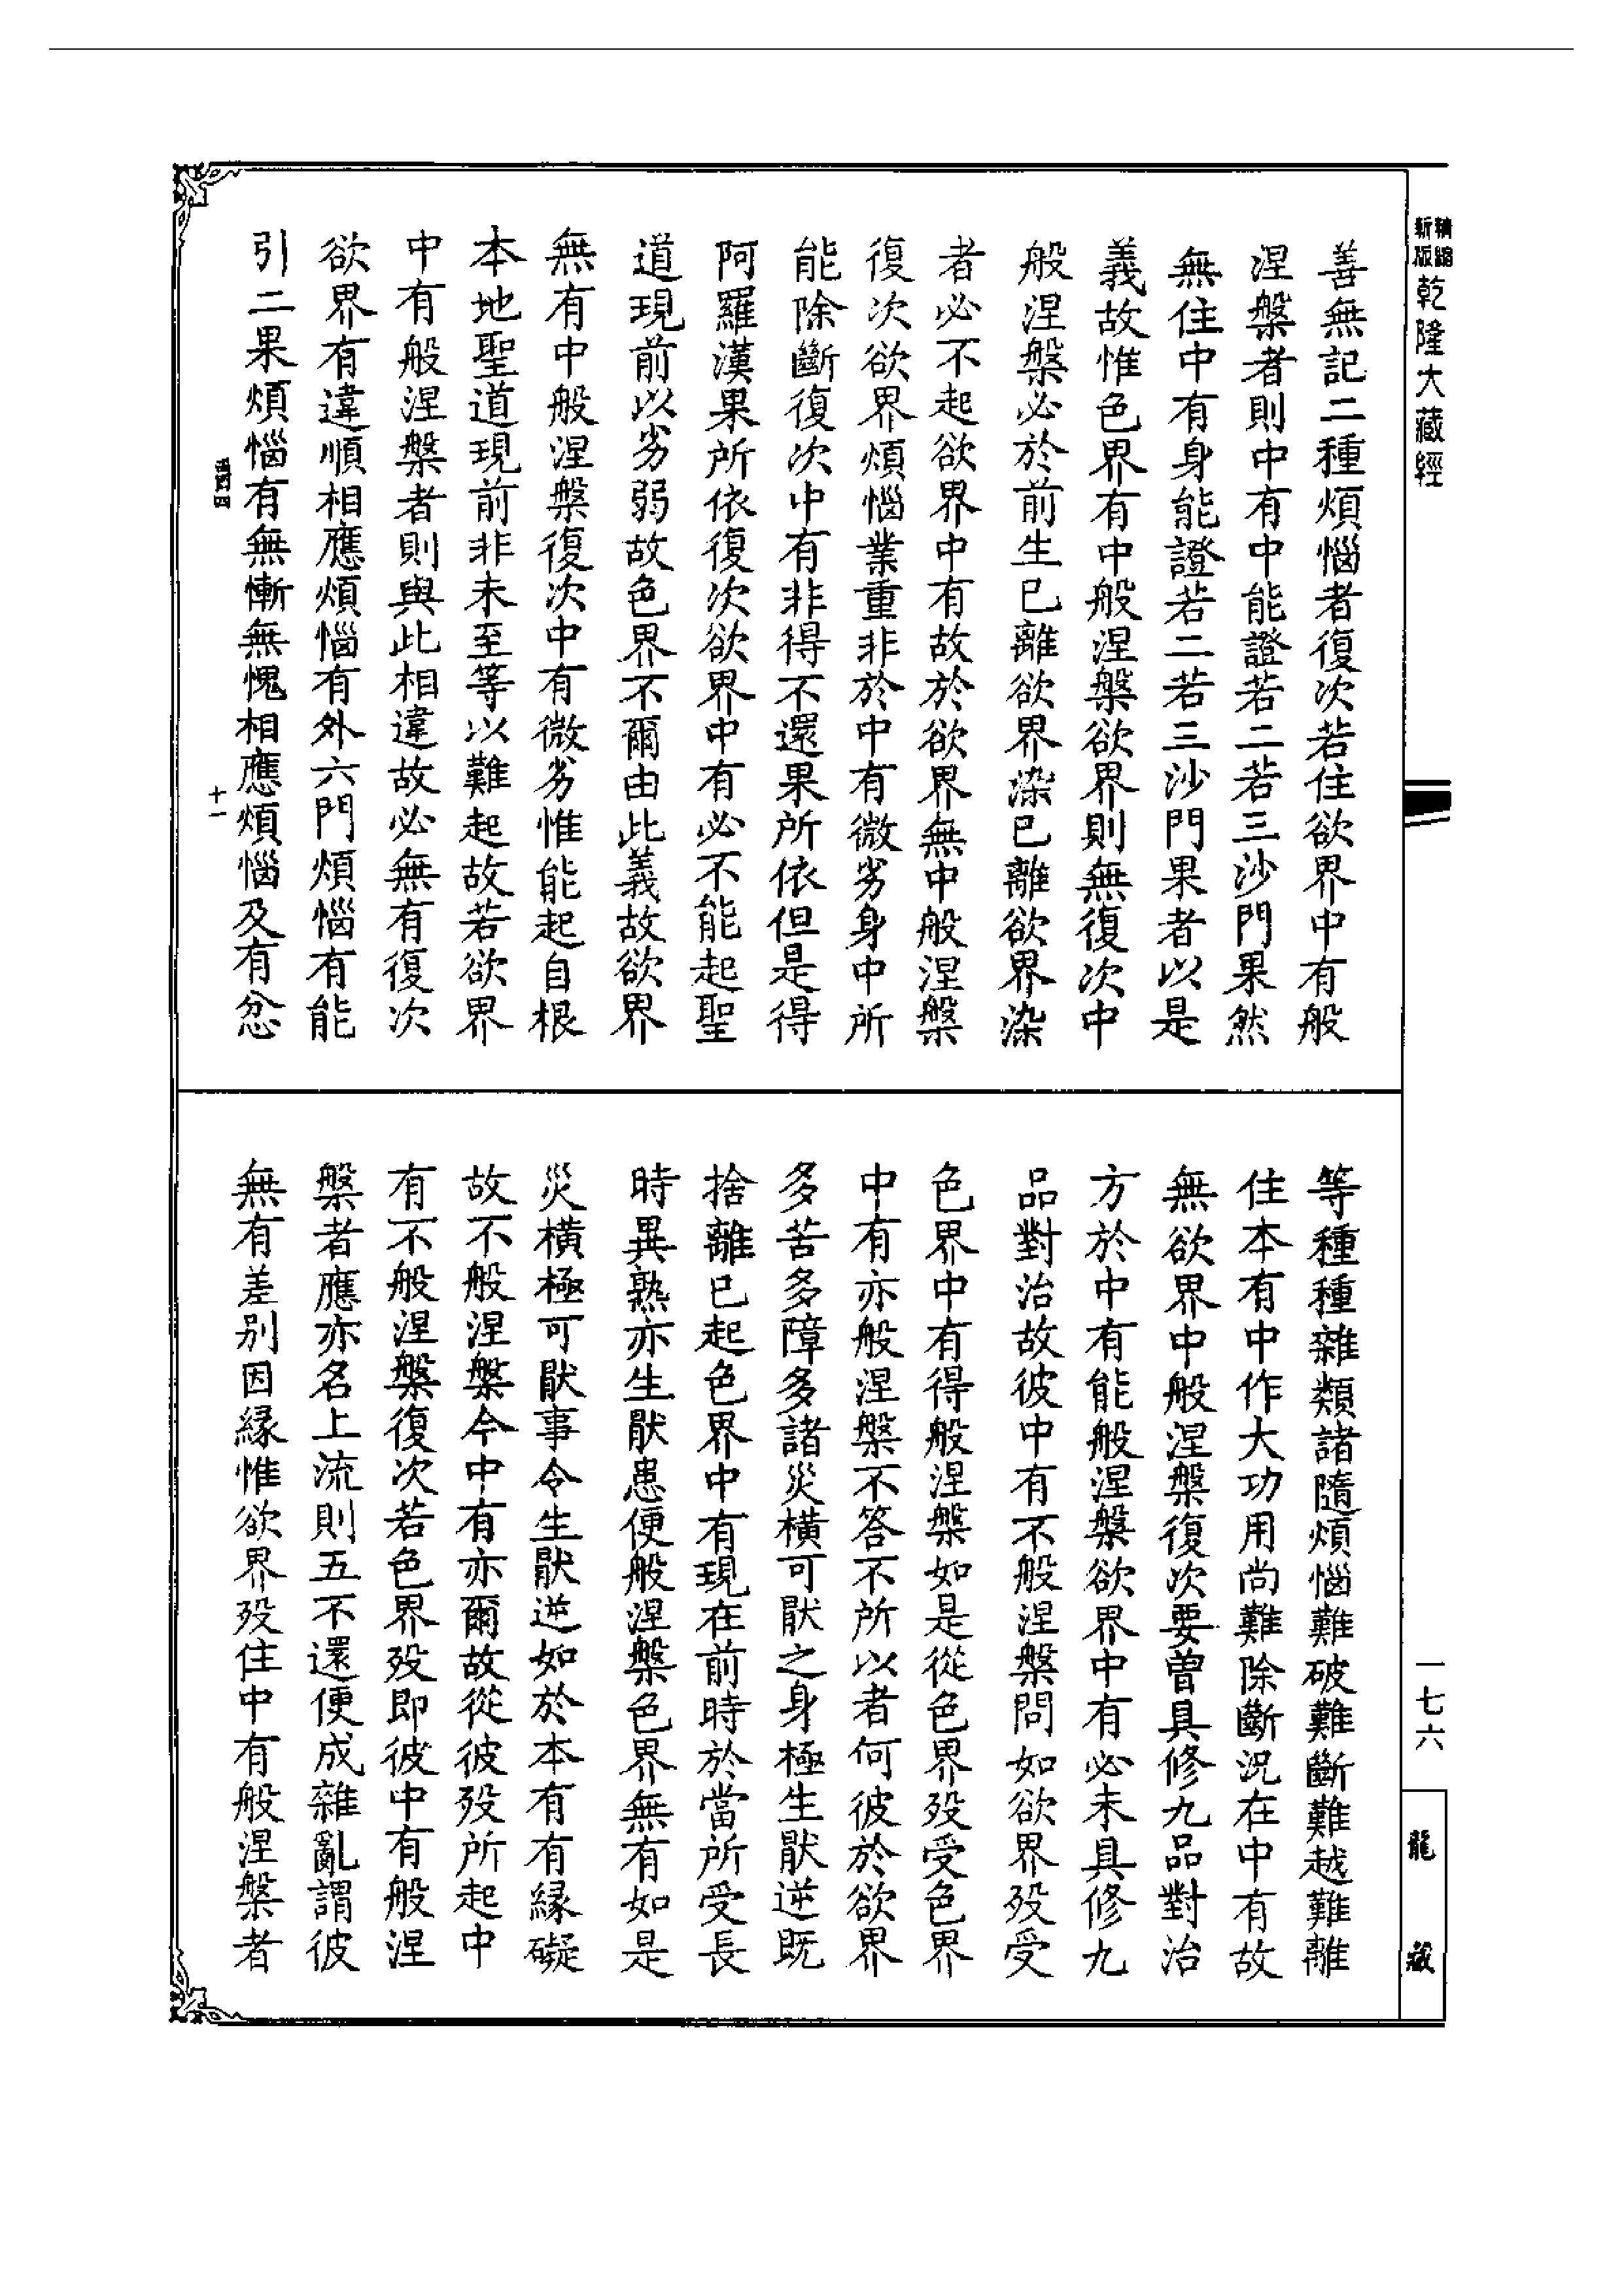 精縮新版乾隆大藏經
善無記二種煩惱者復次若住欲界中有般
涅槃者則中有中能證若二若三沙門果然
無住中有身能證若二若三沙門果者以是
義故惟色界有中般涅槃欲界則無復次中
般涅槃必於前生已離欲界染已離欲界染
者必不起欲界中有故於欲界無中般涅槃
復次欲界煩惱業重非於中有微劣身中所
能除斷復次中有非得不還果所依但是得
阿羅漢果所依復次欲界中有必不能起聖
道現前以劣弱故色界不爾由此義故欲界
無有中般涅槃復次中有微劣惟能起自根
本地聖道現前非未至等以難起故若欲界
中有般涅槃者則與此相違故必無有復次
欲界有違順相應煩惱有外六門煩惱有能
引二果煩惱有無慚無愧相應煩惱及有忿
十一
等種種雜類諸隨煩惱難破難斷難越難離
住本有中作大功用尚難除斷況在中有故
無欲界中般涅槃復次要曾具修九品對治
方於中有能般涅槃欲界中有必未具修九
品對治故彼中有不般涅槃問如欲界歿受
色界中有得般涅槃如是從色界歿受色界
中有亦般涅槃不答不所以者何彼於欲界
多苦多障多諸災橫可猒之身極生猒逆既
捨離已起色界中有現在前時於當所受長
時異熟亦生猒患便般涅槃色界無有如是
災橫極可猒事令生猒逆如於本有有緣礙
故不般涅槃今中有亦爾故從彼歿所起中
有不般涅槃復次若色界歿即彼中有般涅
槃者應亦名上流則五不還便成雜亂謂彼
無有差別因緣惟欲界歿住中有般涅槃者
一七六
龍藏